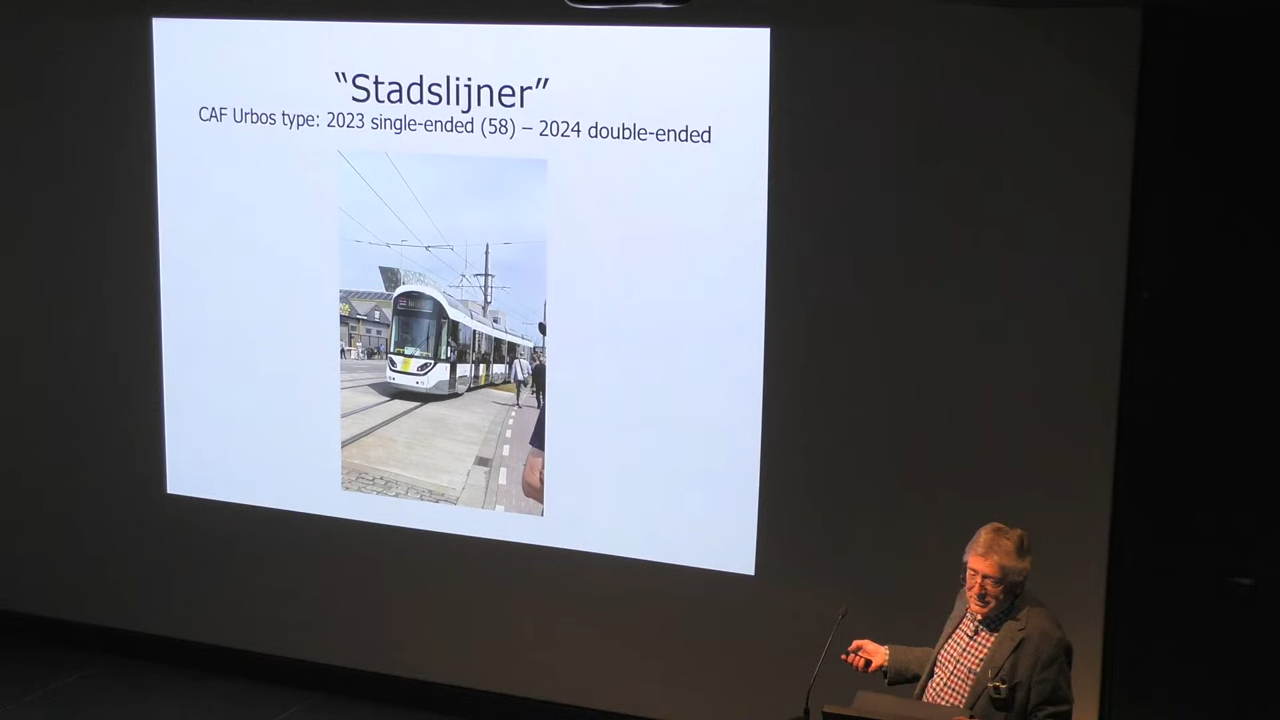 “Stadslijner”
CAF Urbos type: 2023 single-ended (58) – 2024 double-ended